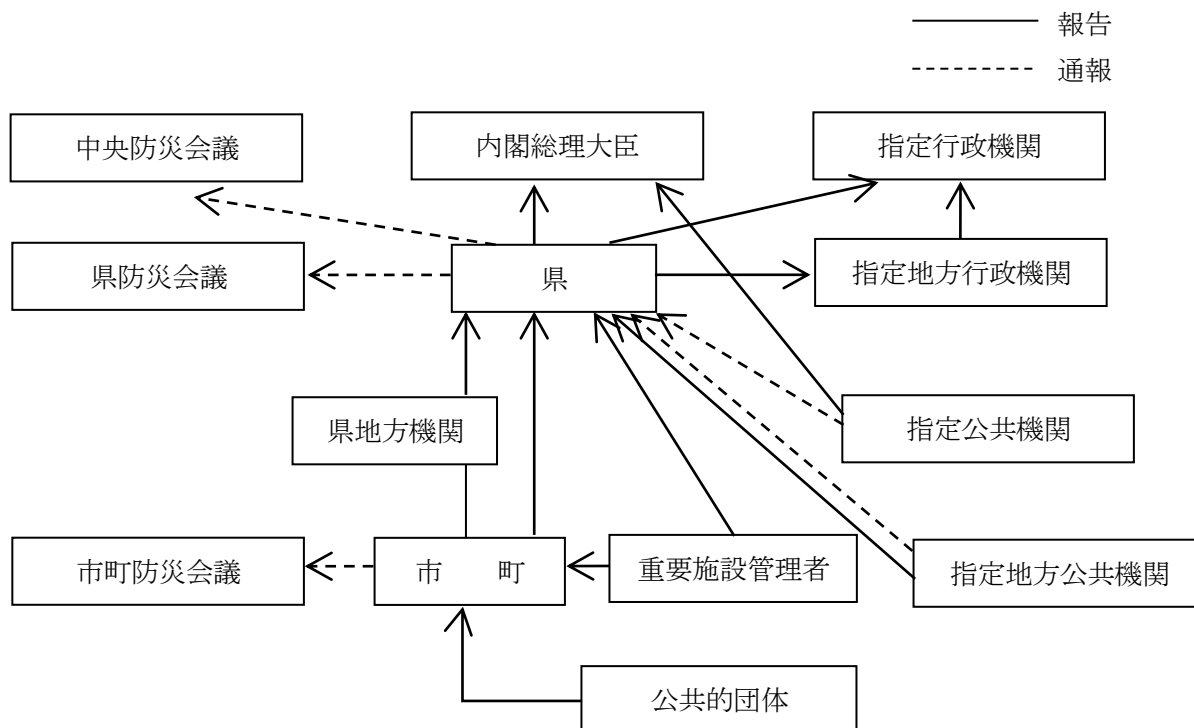 報告
通報
中央防災会議
内閣総理大臣
指定行政機関
県防災会議
県
指定地方行政機関
県地方機関
指定公共機関
市町防災会議
市　　町
重要施設管理者
指定地方公共機関
公共的団体